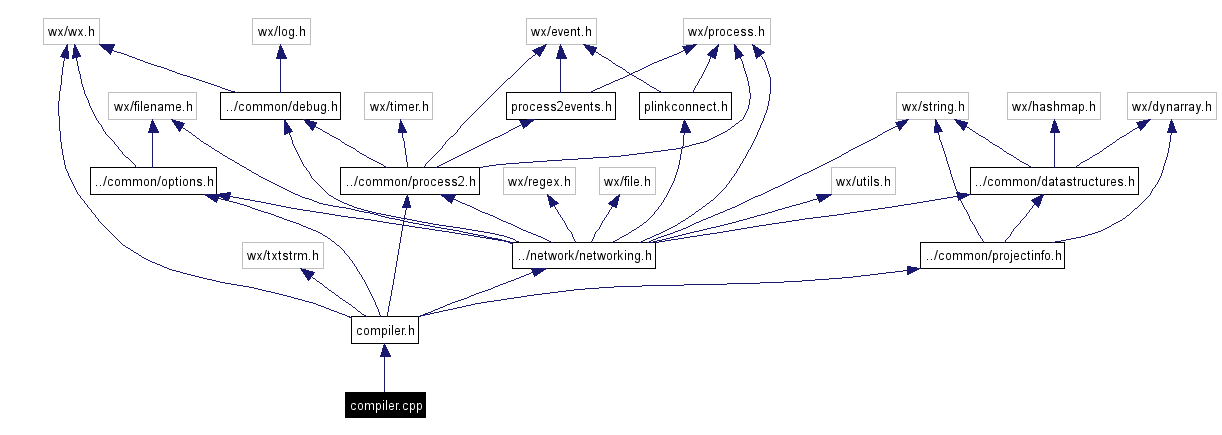 wx/wx.h
wx/log.h
wx/event.h
wx/process.h
wx/filename.h
../common/debug.h
wx/timer.h
process2events.h
plinkconnect.h
wx/string.h
wx/hashmap.h
wx/dynarray.h
../common/options.h
../common/process2.h
wx/regex.h
wx/file.h
wx/utils.h
../common/datastructures.h
wx/txtstrm.h
../network/networking.h
../common/projectinfo.h
compiler.h
compiler.cpp